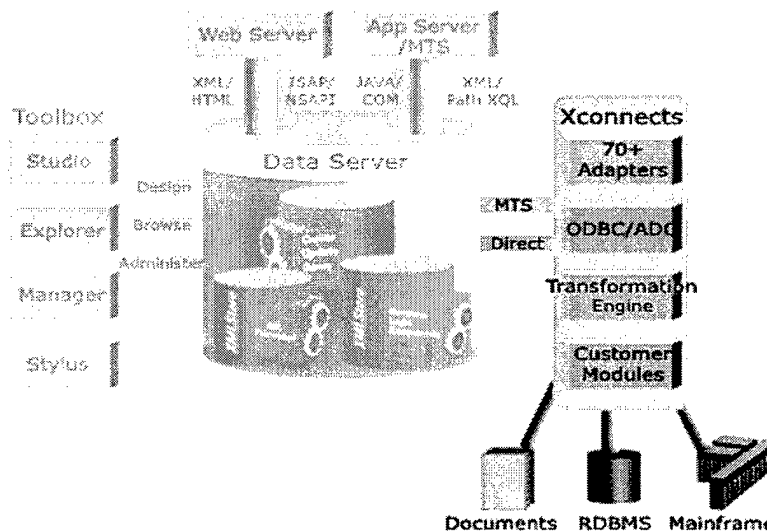 Web Server
App Server
/MTS
XML/
HTML
ISAP/
NSAPI
JAVA/
COM
XML/
Path XQL
Toolbox
Studio
Explorer
Manager
Stylus
Design
Browse
Administer
Data Server
MTS
Direct
Xconnects
70+
Adapters
ODBC/ADO
Transformation
Engine
Customer
Modules
Documents
RDBMS
Mainframe